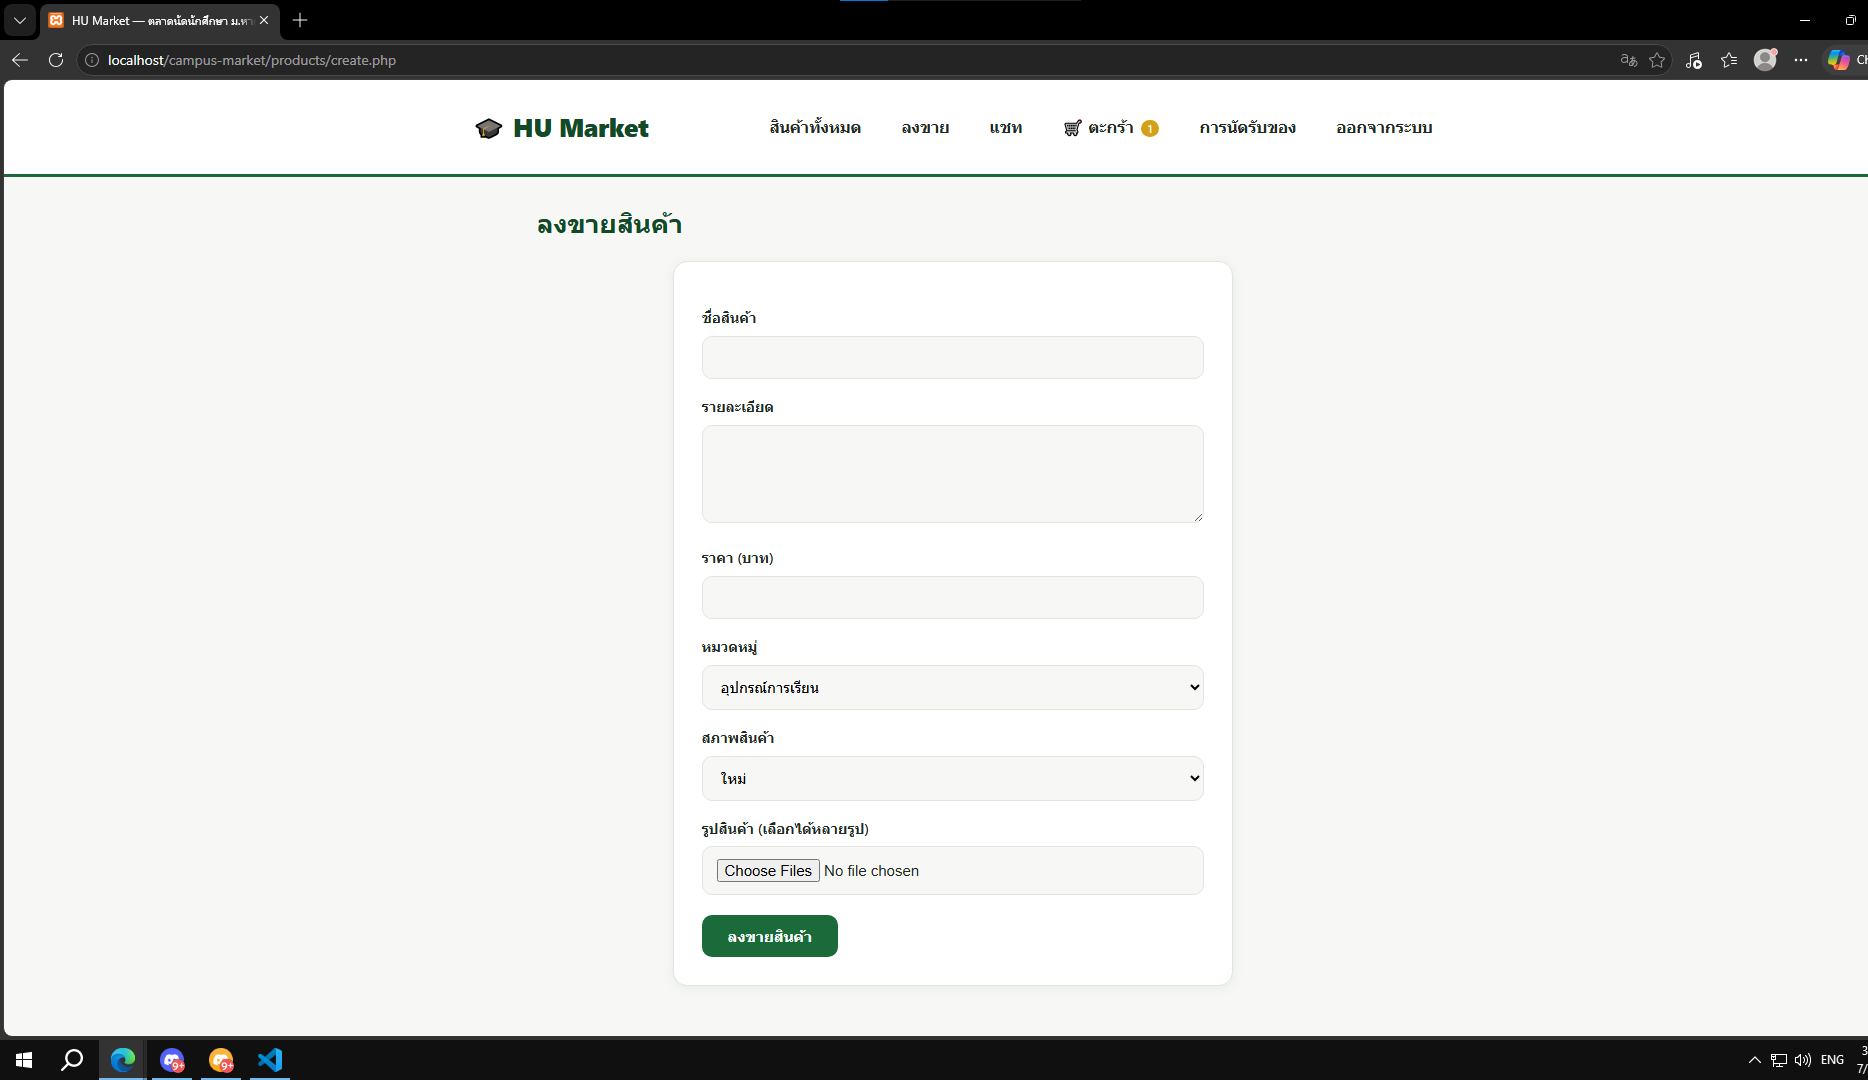 HU Market — ตลาดนัดนักศึกษา ม.หา
localhost/campus-market/products/create.php
HU Market
สินค้าทั้งหมด
ลงขาย
แชท
ตะกร้า 1
การนัดรับของ
ออกจากระบบ
ลงขายสินค้า
ชื่อสินค้า
รายละเอียด
ราคา (บาท)
หมวดหมู่
อุปกรณ์การเรียน
สภาพสินค้า
ใหม่
รูปสินค้า (เลือกได้หลายรูป)
Choose Files No file chosen
ลงขายสินค้า
9+
9+
ENG